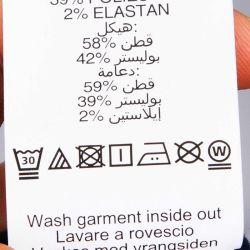 2% ELASTAN
هيكل:
58% قطن
42% بوليستر
دعامة:
59% قطن
39% بوليستر
2% إيلاستين
30
W
Wash garment inside out
Lavare a rovescio